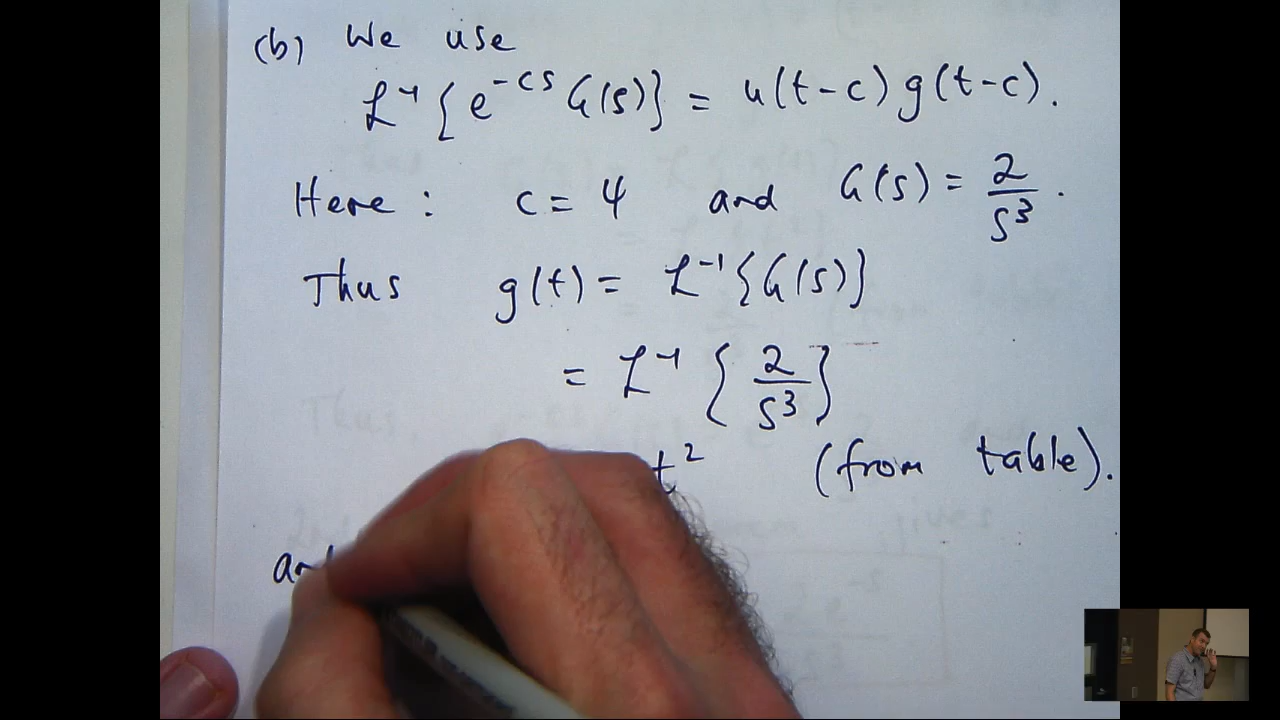 (b) We use
ℒ⁻¹{e^{-cs} G(s)} = u(t-c) g(t-c).
Here: c = 4 and G(s) = 2/s³.
Thus g(t) = ℒ⁻¹{G(s)}
= ℒ⁻¹{2/s³}
t² (from table).